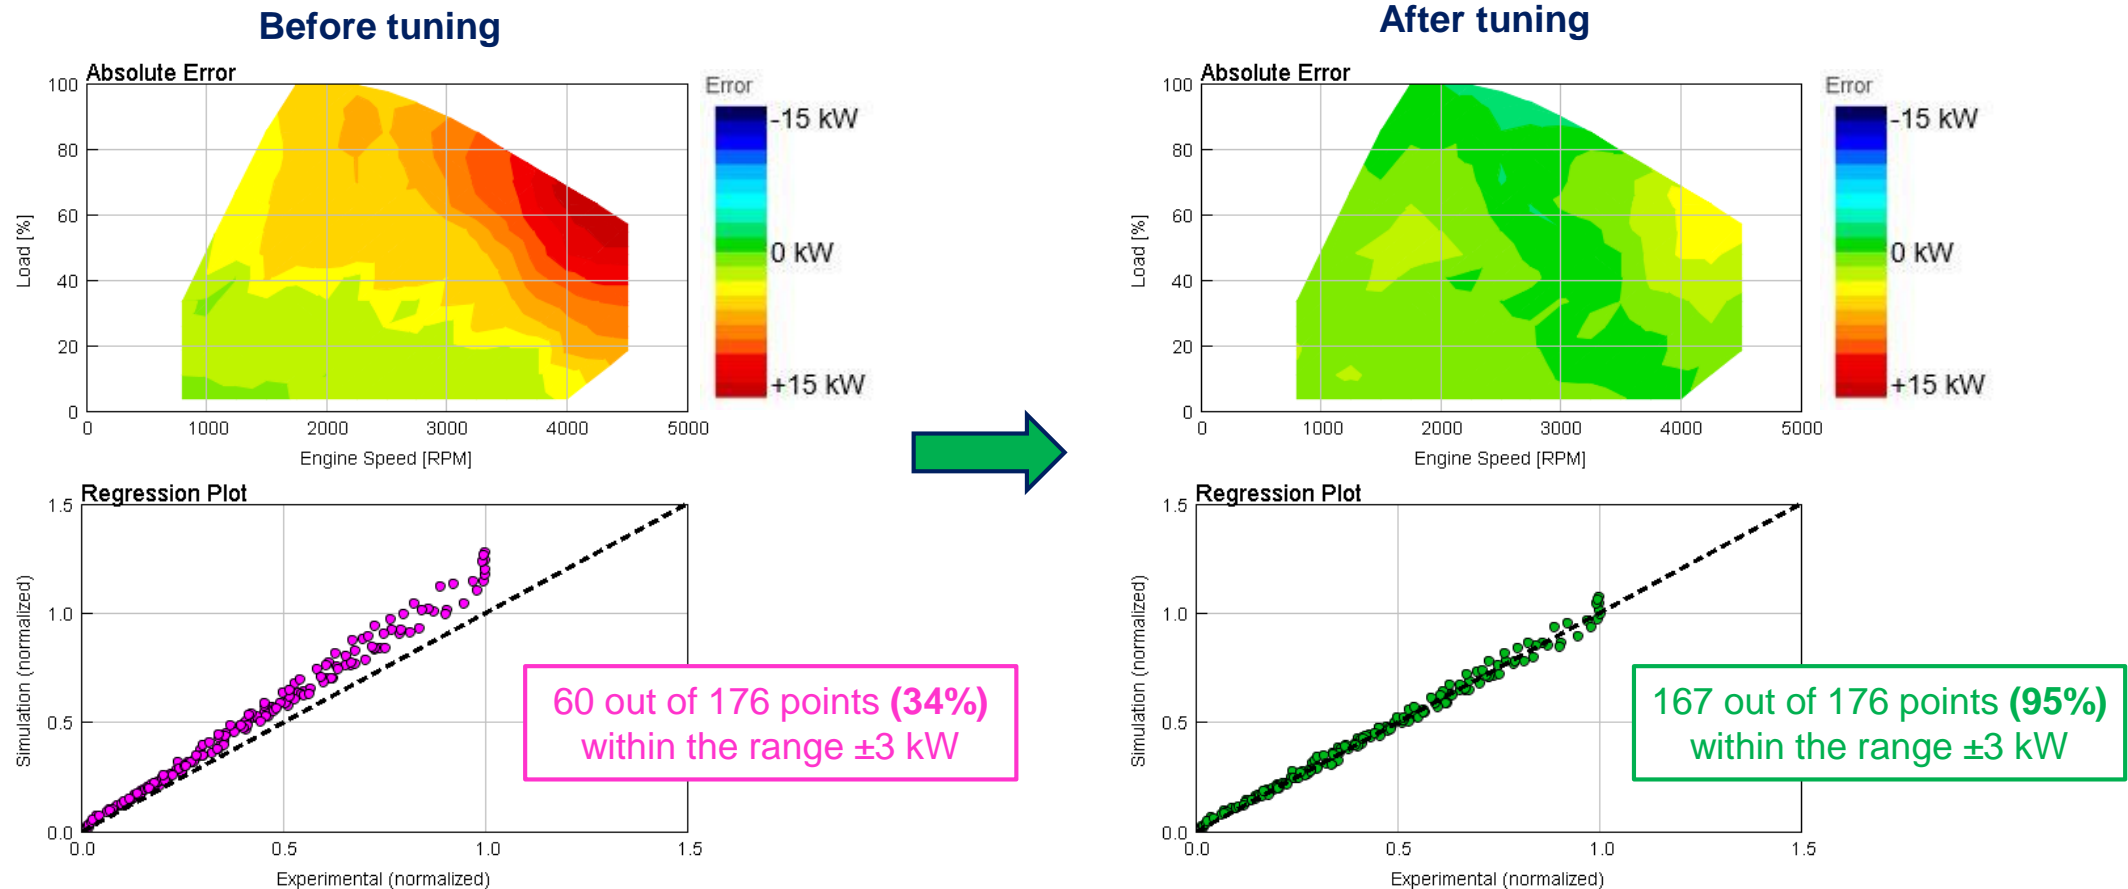 Before tuning
After tuning
Absolute Error
Error
100
80
60
40
20
0
Load [%]
-15 kW
0 kW
+15 kW
0
1000
2000
3000
4000
5000
Engine Speed [RPM]
Absolute Error
Error
100
80
60
40
20
0
Load [%]
-15 kW
0 kW
+15 kW
0
1000
2000
3000
4000
5000
Engine Speed [RPM]
Regression Plot
1.5
1.0
0.5
0.0
Simulation (normalized)
60 out of 176 points (34%)
within the range ±3 kW
0.0
0.5
1.0
1.5
Experimental (normalized)
Regression Plot
1.5
1.0
0.5
0.0
Simulation (normalized)
167 out of 176 points (95%)
within the range ±3 kW
0.0
0.5
1.0
1.5
Experimental (normalized)